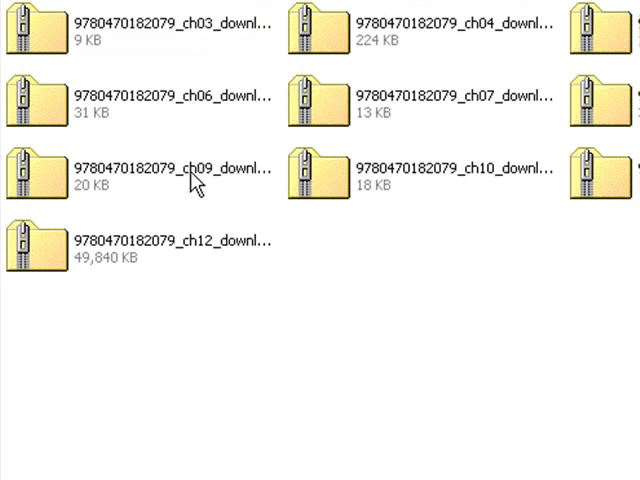 9780470182079_ch03_downl...
9 KB
9780470182079_ch04_downl...
224 KB
9780470182079_ch06_downl...
31 KB
9780470182079_ch07_downl...
13 KB
9780470182079_ch09_downl...
20 KB
9780470182079_ch10_downl...
18 KB
9780470182079_ch12_downl...
49,840 KB